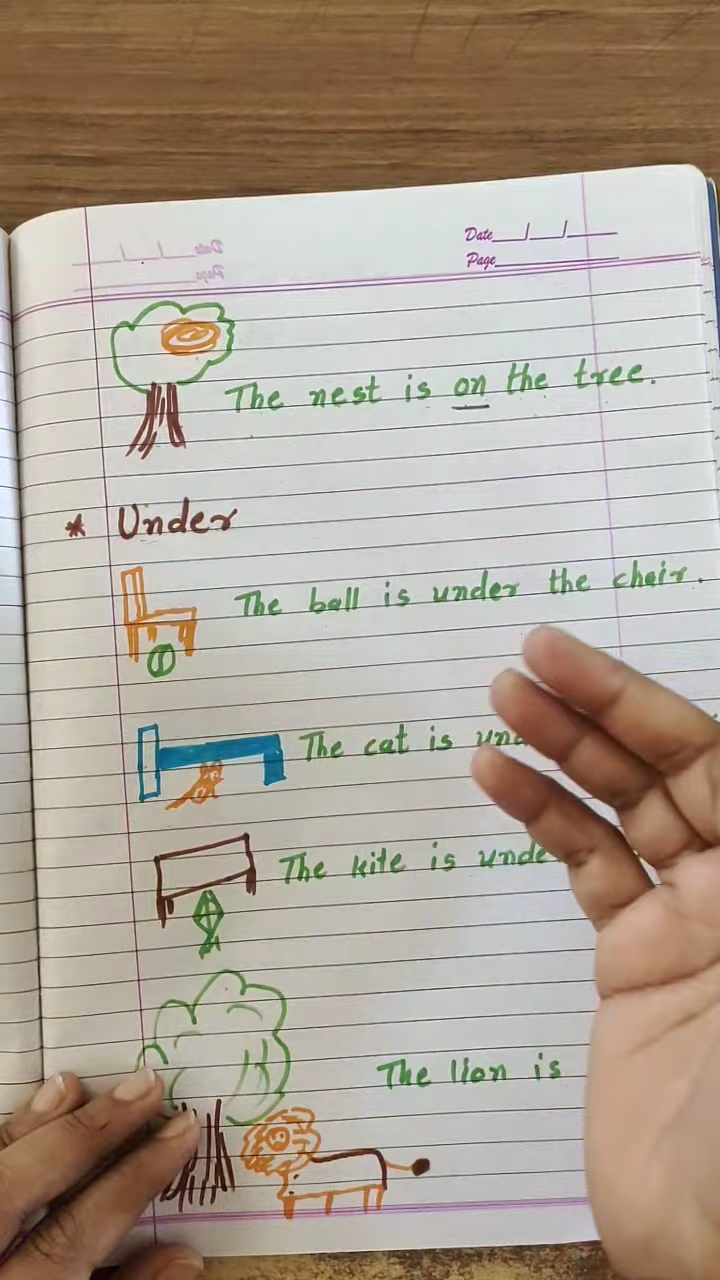 Date
Page
The nest is on the tree.
* Under
The ball is under the chair.
The cat is
The kite is
The lion is